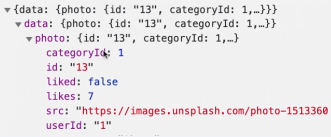 ▼{data: {photo: {id: "13", categoryId: 1,…}}}
▼data: {photo: {id: "13", categoryId: 1,…}}
▼photo: {id: "13", categoryId: 1,…}
categoryId: 1
id: "13"
liked: false
likes: 7
src: "https://images.unsplash.com/photo-1513360
userId: "1"